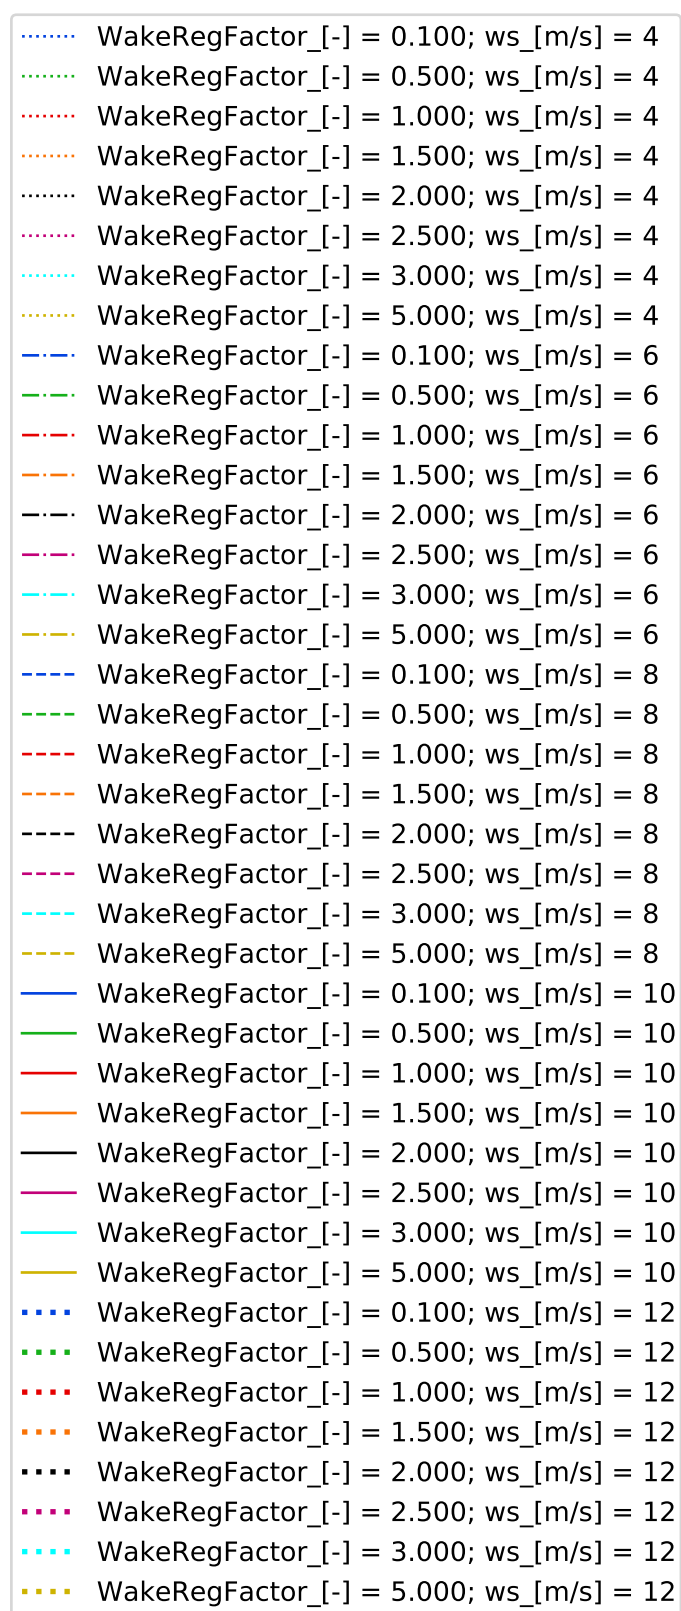 WakeRegFactor_[-] = 0.100; ws_[m/s] = 4
WakeRegFactor_[-] = 0.500; ws_[m/s] = 4
WakeRegFactor_[-] = 1.000; ws_[m/s] = 4
WakeRegFactor_[-] = 1.500; ws_[m/s] = 4
WakeRegFactor_[-] = 2.000; ws_[m/s] = 4
WakeRegFactor_[-] = 2.500; ws_[m/s] = 4
WakeRegFactor_[-] = 3.000; ws_[m/s] = 4
WakeRegFactor_[-] = 5.000; ws_[m/s] = 4
WakeRegFactor_[-] = 0.100; ws_[m/s] = 6
WakeRegFactor_[-] = 0.500; ws_[m/s] = 6
WakeRegFactor_[-] = 1.000; ws_[m/s] = 6
WakeRegFactor_[-] = 1.500; ws_[m/s] = 6
WakeRegFactor_[-] = 2.000; ws_[m/s] = 6
WakeRegFactor_[-] = 2.500; ws_[m/s] = 6
WakeRegFactor_[-] = 3.000; ws_[m/s] = 6
WakeRegFactor_[-] = 5.000; ws_[m/s] = 6
WakeRegFactor_[-] = 0.100; ws_[m/s] = 8
WakeRegFactor_[-] = 0.500; ws_[m/s] = 8
WakeRegFactor_[-] = 1.000; ws_[m/s] = 8
WakeRegFactor_[-] = 1.500; ws_[m/s] = 8
WakeRegFactor_[-] = 2.000; ws_[m/s] = 8
WakeRegFactor_[-] = 2.500; ws_[m/s] = 8
WakeRegFactor_[-] = 3.000; ws_[m/s] = 8
WakeRegFactor_[-] = 5.000; ws_[m/s] = 8
WakeRegFactor_[-] = 0.100; ws_[m/s] = 10
WakeRegFactor_[-] = 0.500; ws_[m/s] = 10
WakeRegFactor_[-] = 1.000; ws_[m/s] = 10
WakeRegFactor_[-] = 1.500; ws_[m/s] = 10
WakeRegFactor_[-] = 2.000; ws_[m/s] = 10
WakeRegFactor_[-] = 2.500; ws_[m/s] = 10
WakeRegFactor_[-] = 3.000; ws_[m/s] = 10
WakeRegFactor_[-] = 5.000; ws_[m/s] = 10
WakeRegFactor_[-] = 0.100; ws_[m/s] = 12
WakeRegFactor_[-] = 0.500; ws_[m/s] = 12
WakeRegFactor_[-] = 1.000; ws_[m/s] = 12
WakeRegFactor_[-] = 1.500; ws_[m/s] = 12
WakeRegFactor_[-] = 2.000; ws_[m/s] = 12
WakeRegFactor_[-] = 2.500; ws_[m/s] = 12
WakeRegFactor_[-] = 3.000; ws_[m/s] = 12
WakeRegFactor_[-] = 5.000; ws_[m/s] = 12